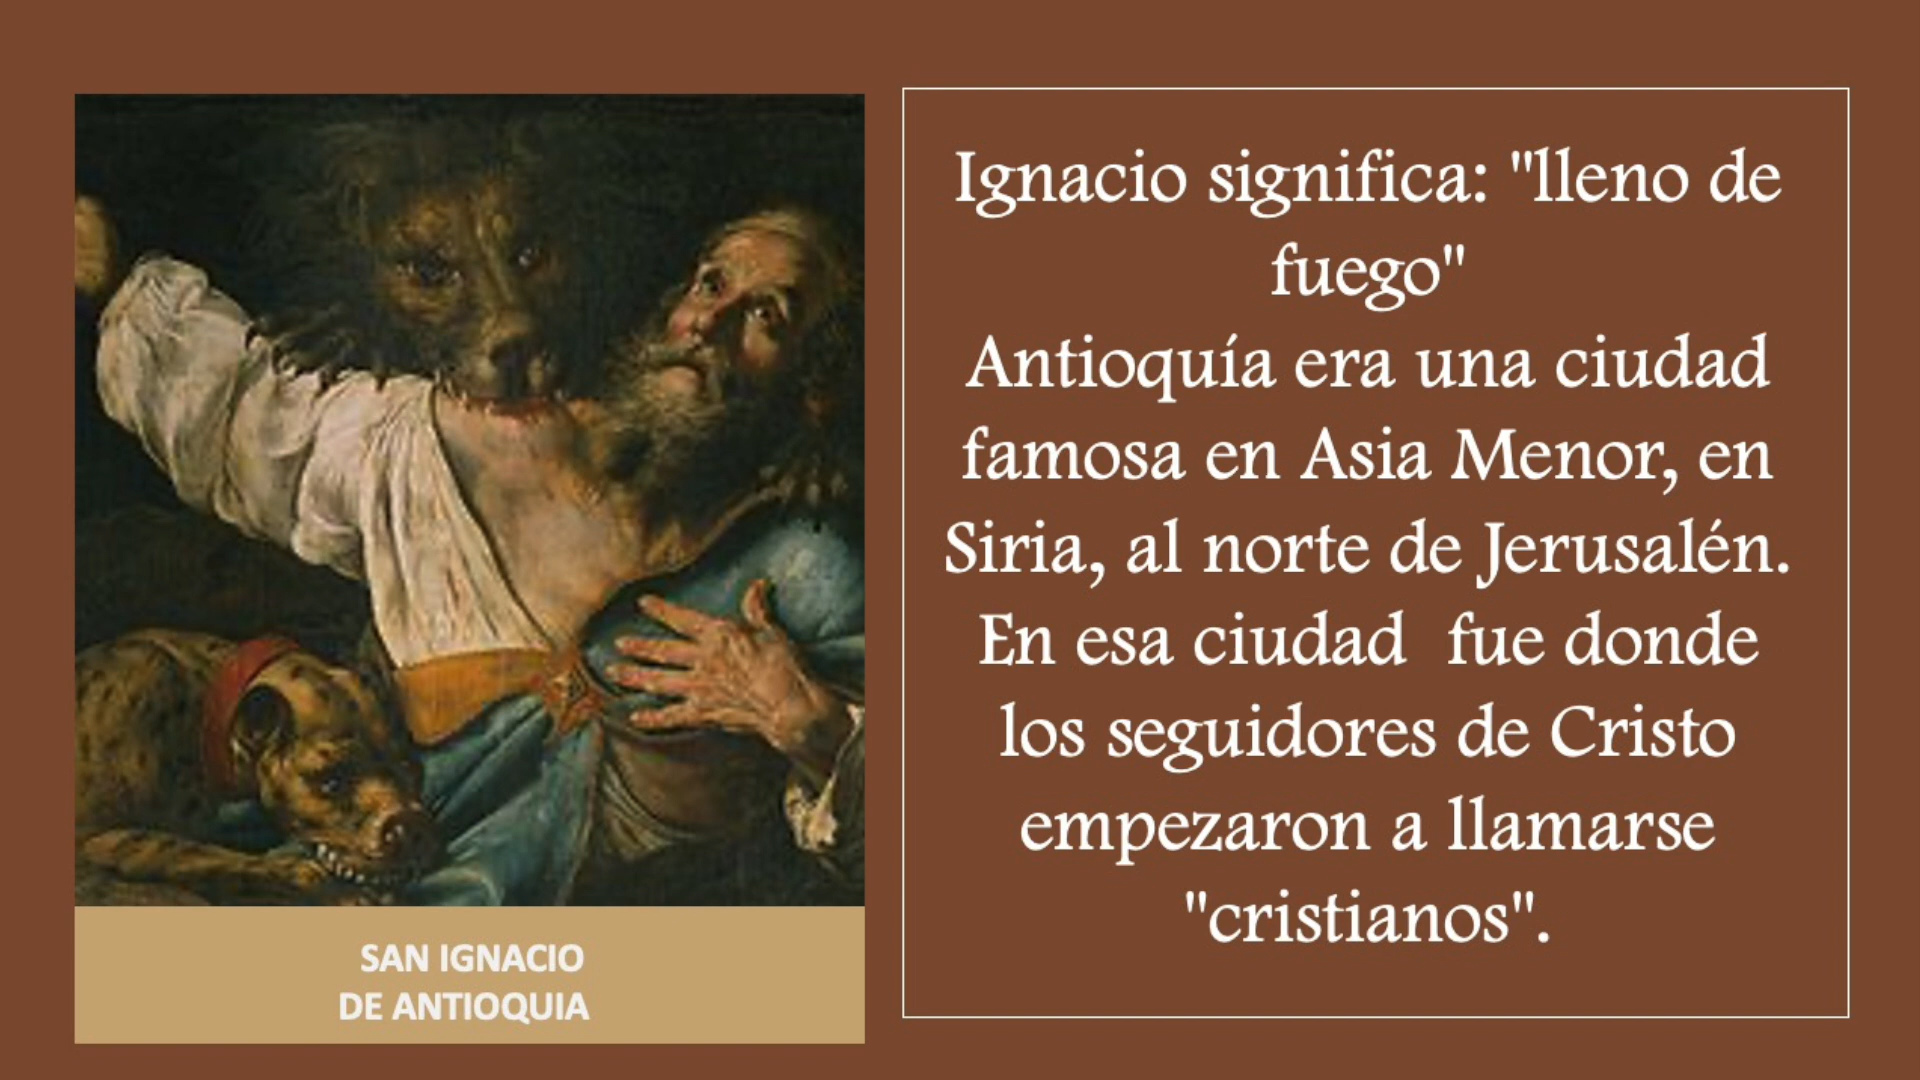 Ignacio significa: "lleno de
fuego"
Antioquía era una ciudad
famosa en Asia Menor, en
Siria, al norte de Jerusalén.
En esa ciudad  fue donde
los seguidores de Cristo
empezaron a llamarse
"cristianos".
SAN IGNACIO
DE ANTIOQUIA